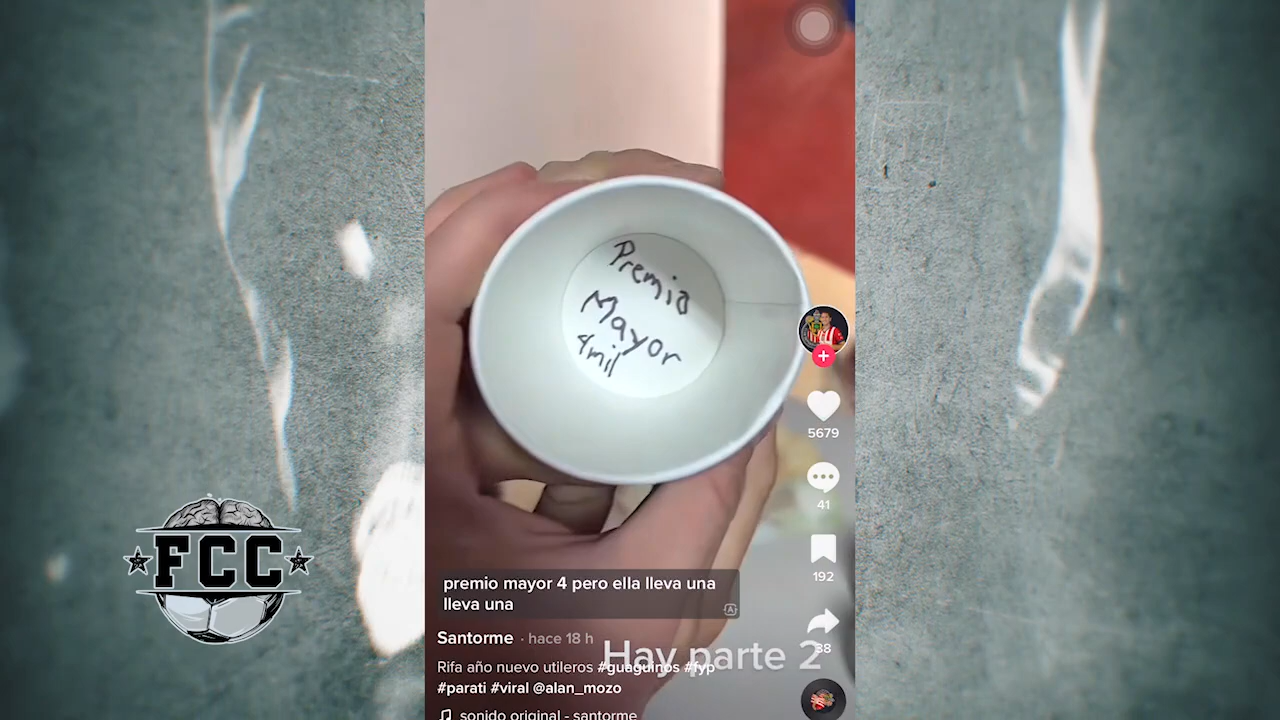 Premio
Mayor
4mil
FCC
5679
41
192
38
premio mayor 4 pero ella lleva una
lleva una
Santorme · hace 18 h
Hay parte 2
Rifa año nuevo utileros #guaguinos #fyp
#parati #viral @alan_mozo
sonido original - santorme